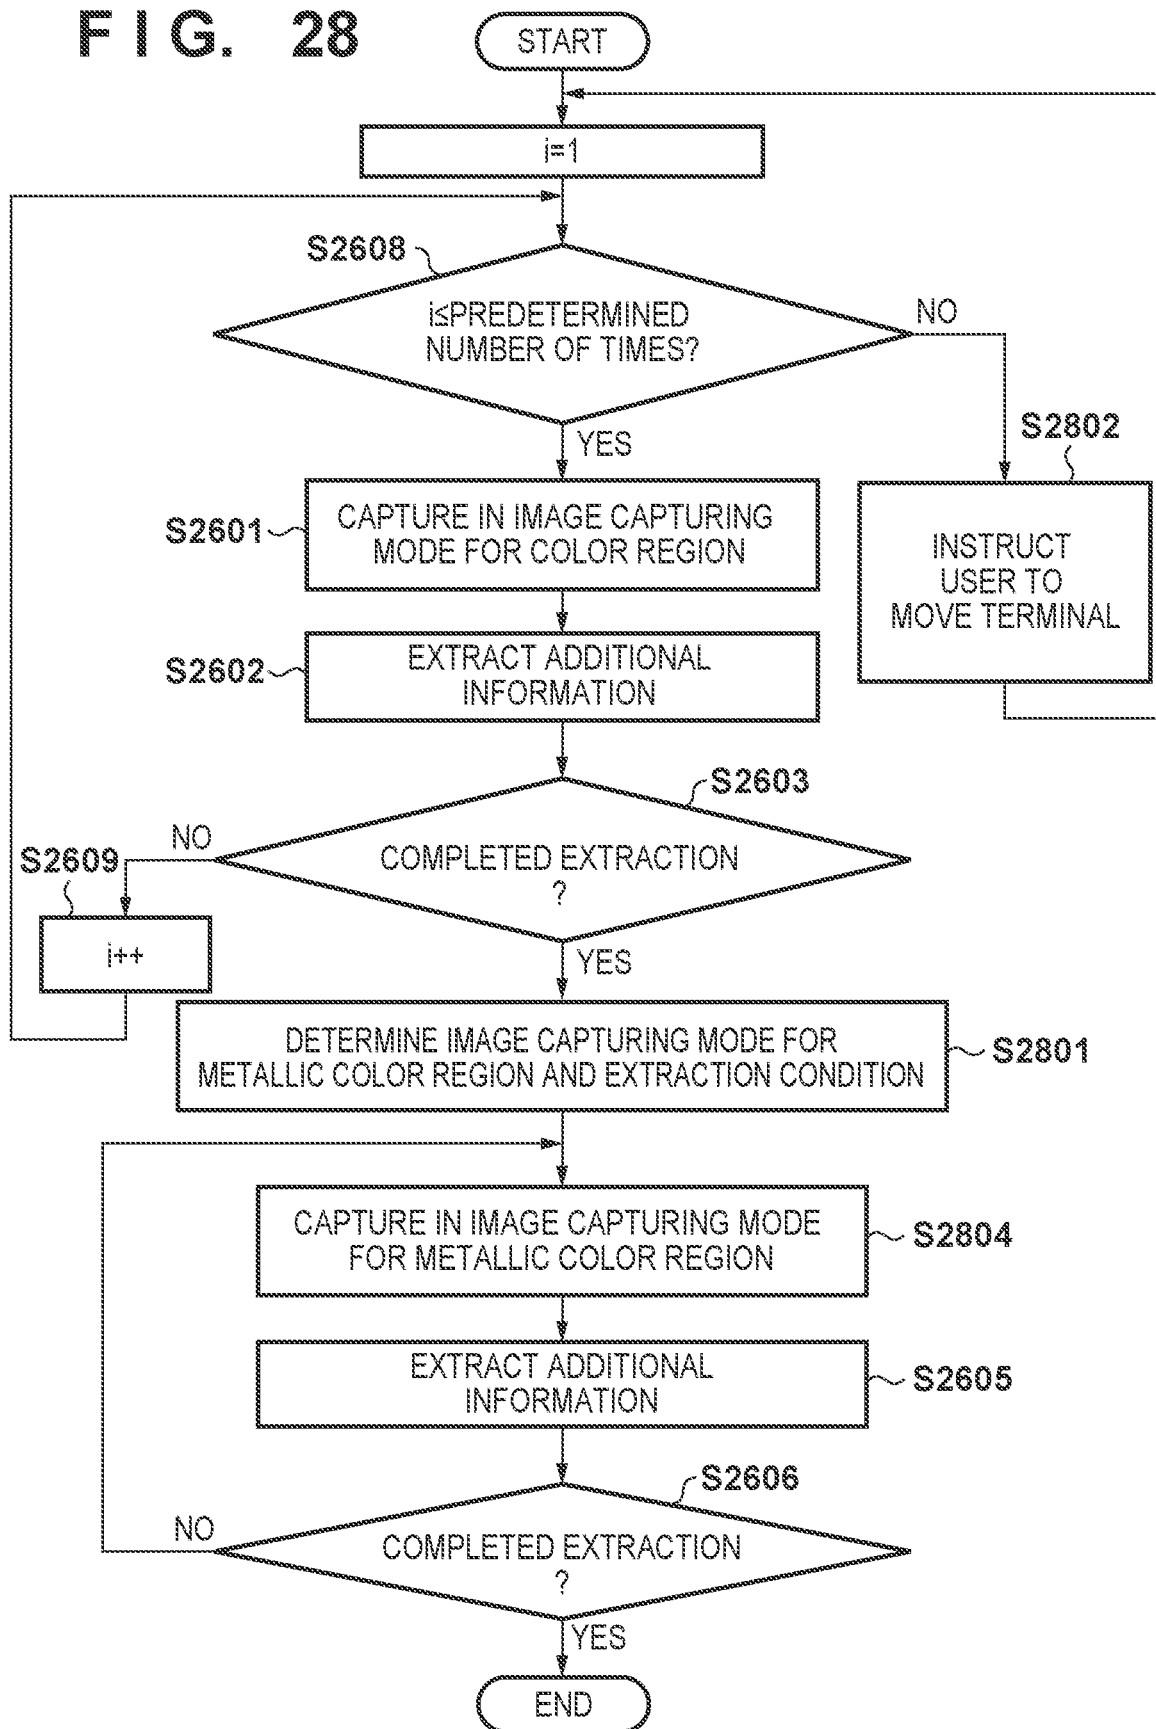 FIG. 28
START
i=1
S2608
i≤PREDETERMINED
NUMBER OF TIMES?
NO
YES
S2802
S2601
CAPTURE IN IMAGE CAPTURING
MODE FOR COLOR REGION
INSTRUCT
USER TO
MOVE TERMINAL
S2602
EXTRACT ADDITIONAL
INFORMATION
S2603
NO
COMPLETED EXTRACTION
?
S2609
i++
YES
DETERMINE IMAGE CAPTURING MODE FOR
METALLIC COLOR REGION AND EXTRACTION CONDITION
S2801
CAPTURE IN IMAGE CAPTURING MODE
FOR METALLIC COLOR REGION
S2804
EXTRACT ADDITIONAL
INFORMATION
S2605
S2606
NO
COMPLETED EXTRACTION
?
YES
END